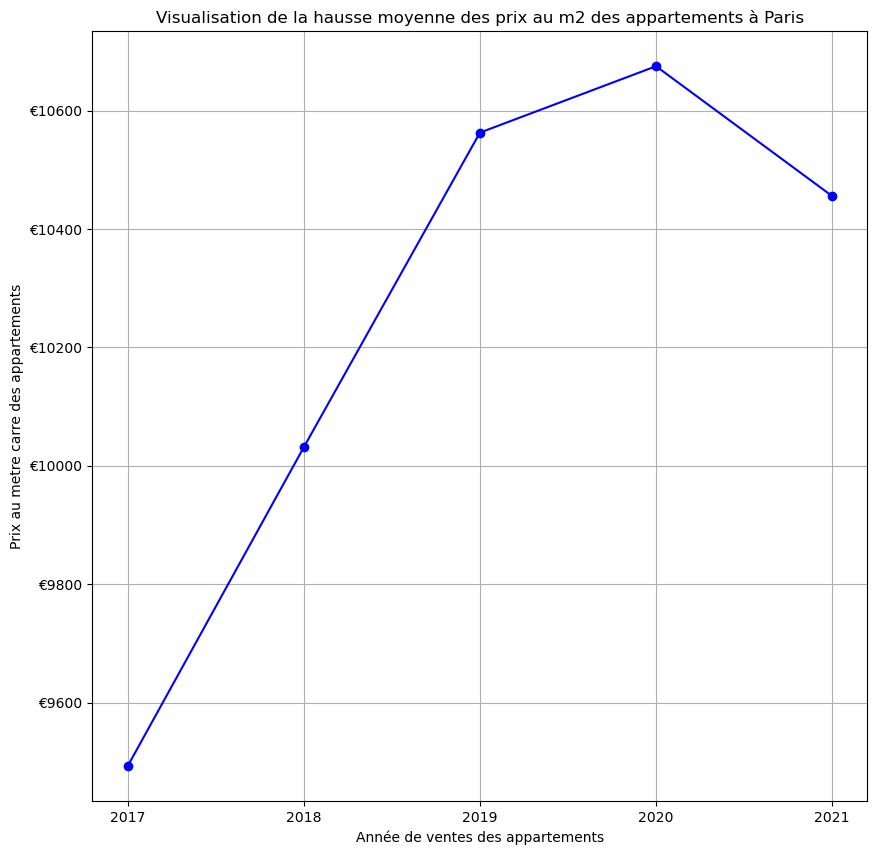 Visualisation de la hausse moyenne des prix au m2 des appartements à Paris
€10600
€10400
€10200
€10000
€9800
€9600
Prix au metre carre des appartements
2017 2018 2019 2020 2021
Année de ventes des appartements